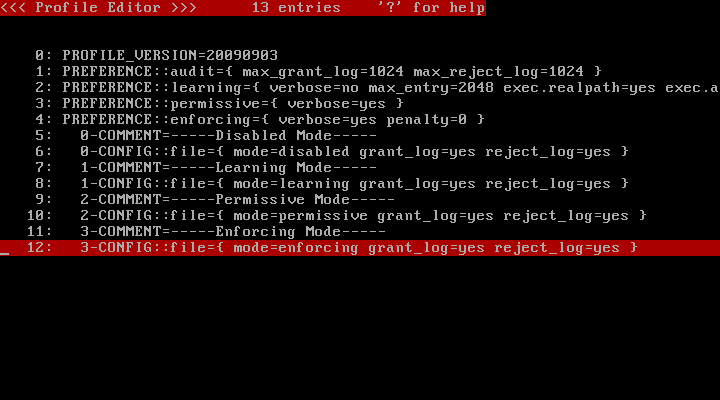 <<< Profile Editor >>>      13 entries    '?' for help
0: PROFILE_VERSION=20090903
1: PREFERENCE::audit={ max_grant_log=1024 max_reject_log=1024 }
2: PREFERENCE::learning={ verbose=no max_entry=2048 exec.realpath=yes exec.a
3: PREFERENCE::permissive={ verbose=yes }
4: PREFERENCE::enforcing={ verbose=yes penalty=0 }
5:   0-COMMENT=-----Disabled Mode-----
6:   0-CONFIG::file={ mode=disabled grant_log=yes reject_log=yes }
7:   1-COMMENT=-----Learning Mode-----
8:   1-CONFIG::file={ mode=learning grant_log=yes reject_log=yes }
9:   2-COMMENT=-----Permissive Mode-----
10:   2-CONFIG::file={ mode=permissive grant_log=yes reject_log=yes }
11:   3-COMMENT=-----Enforcing Mode-----
12:   3-CONFIG::file={ mode=enforcing grant_log=yes reject_log=yes }